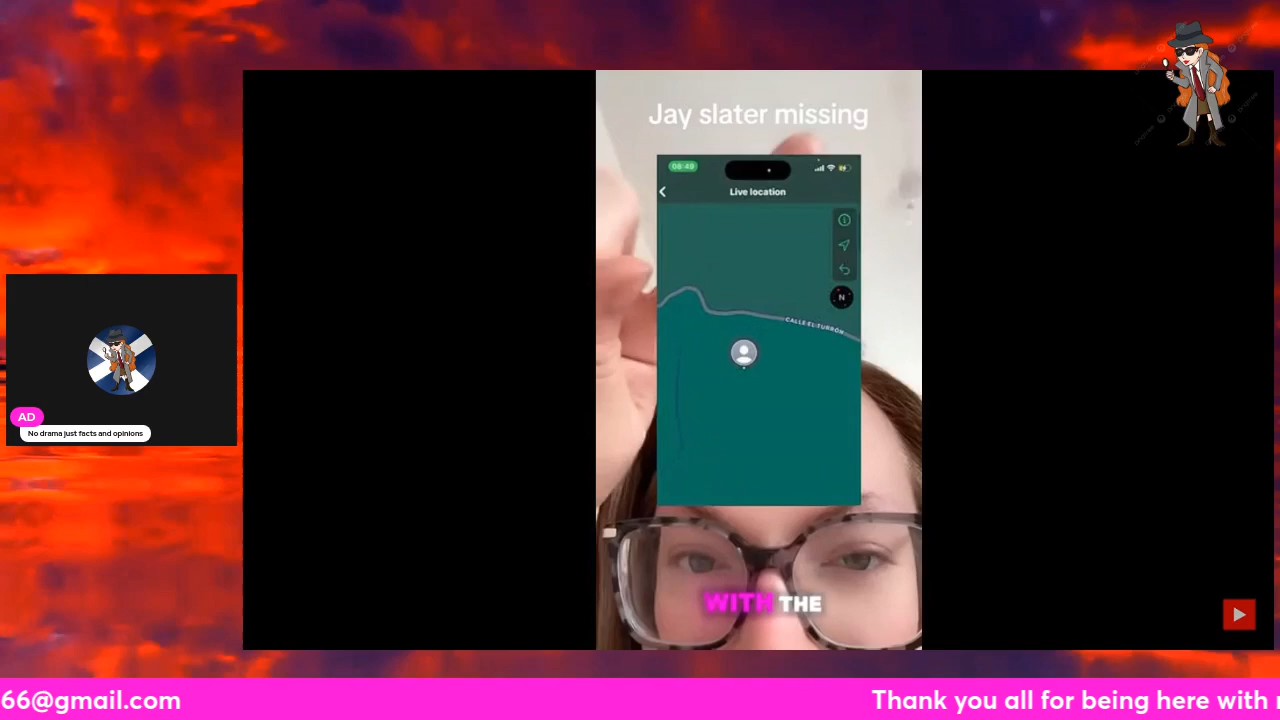 Jay slater missing
08:49
Live location
N
CALLE EL TURRÓN
WITH THE
AD
No drama just facts and opinions
66@gmail.com
Thank you all for being here with